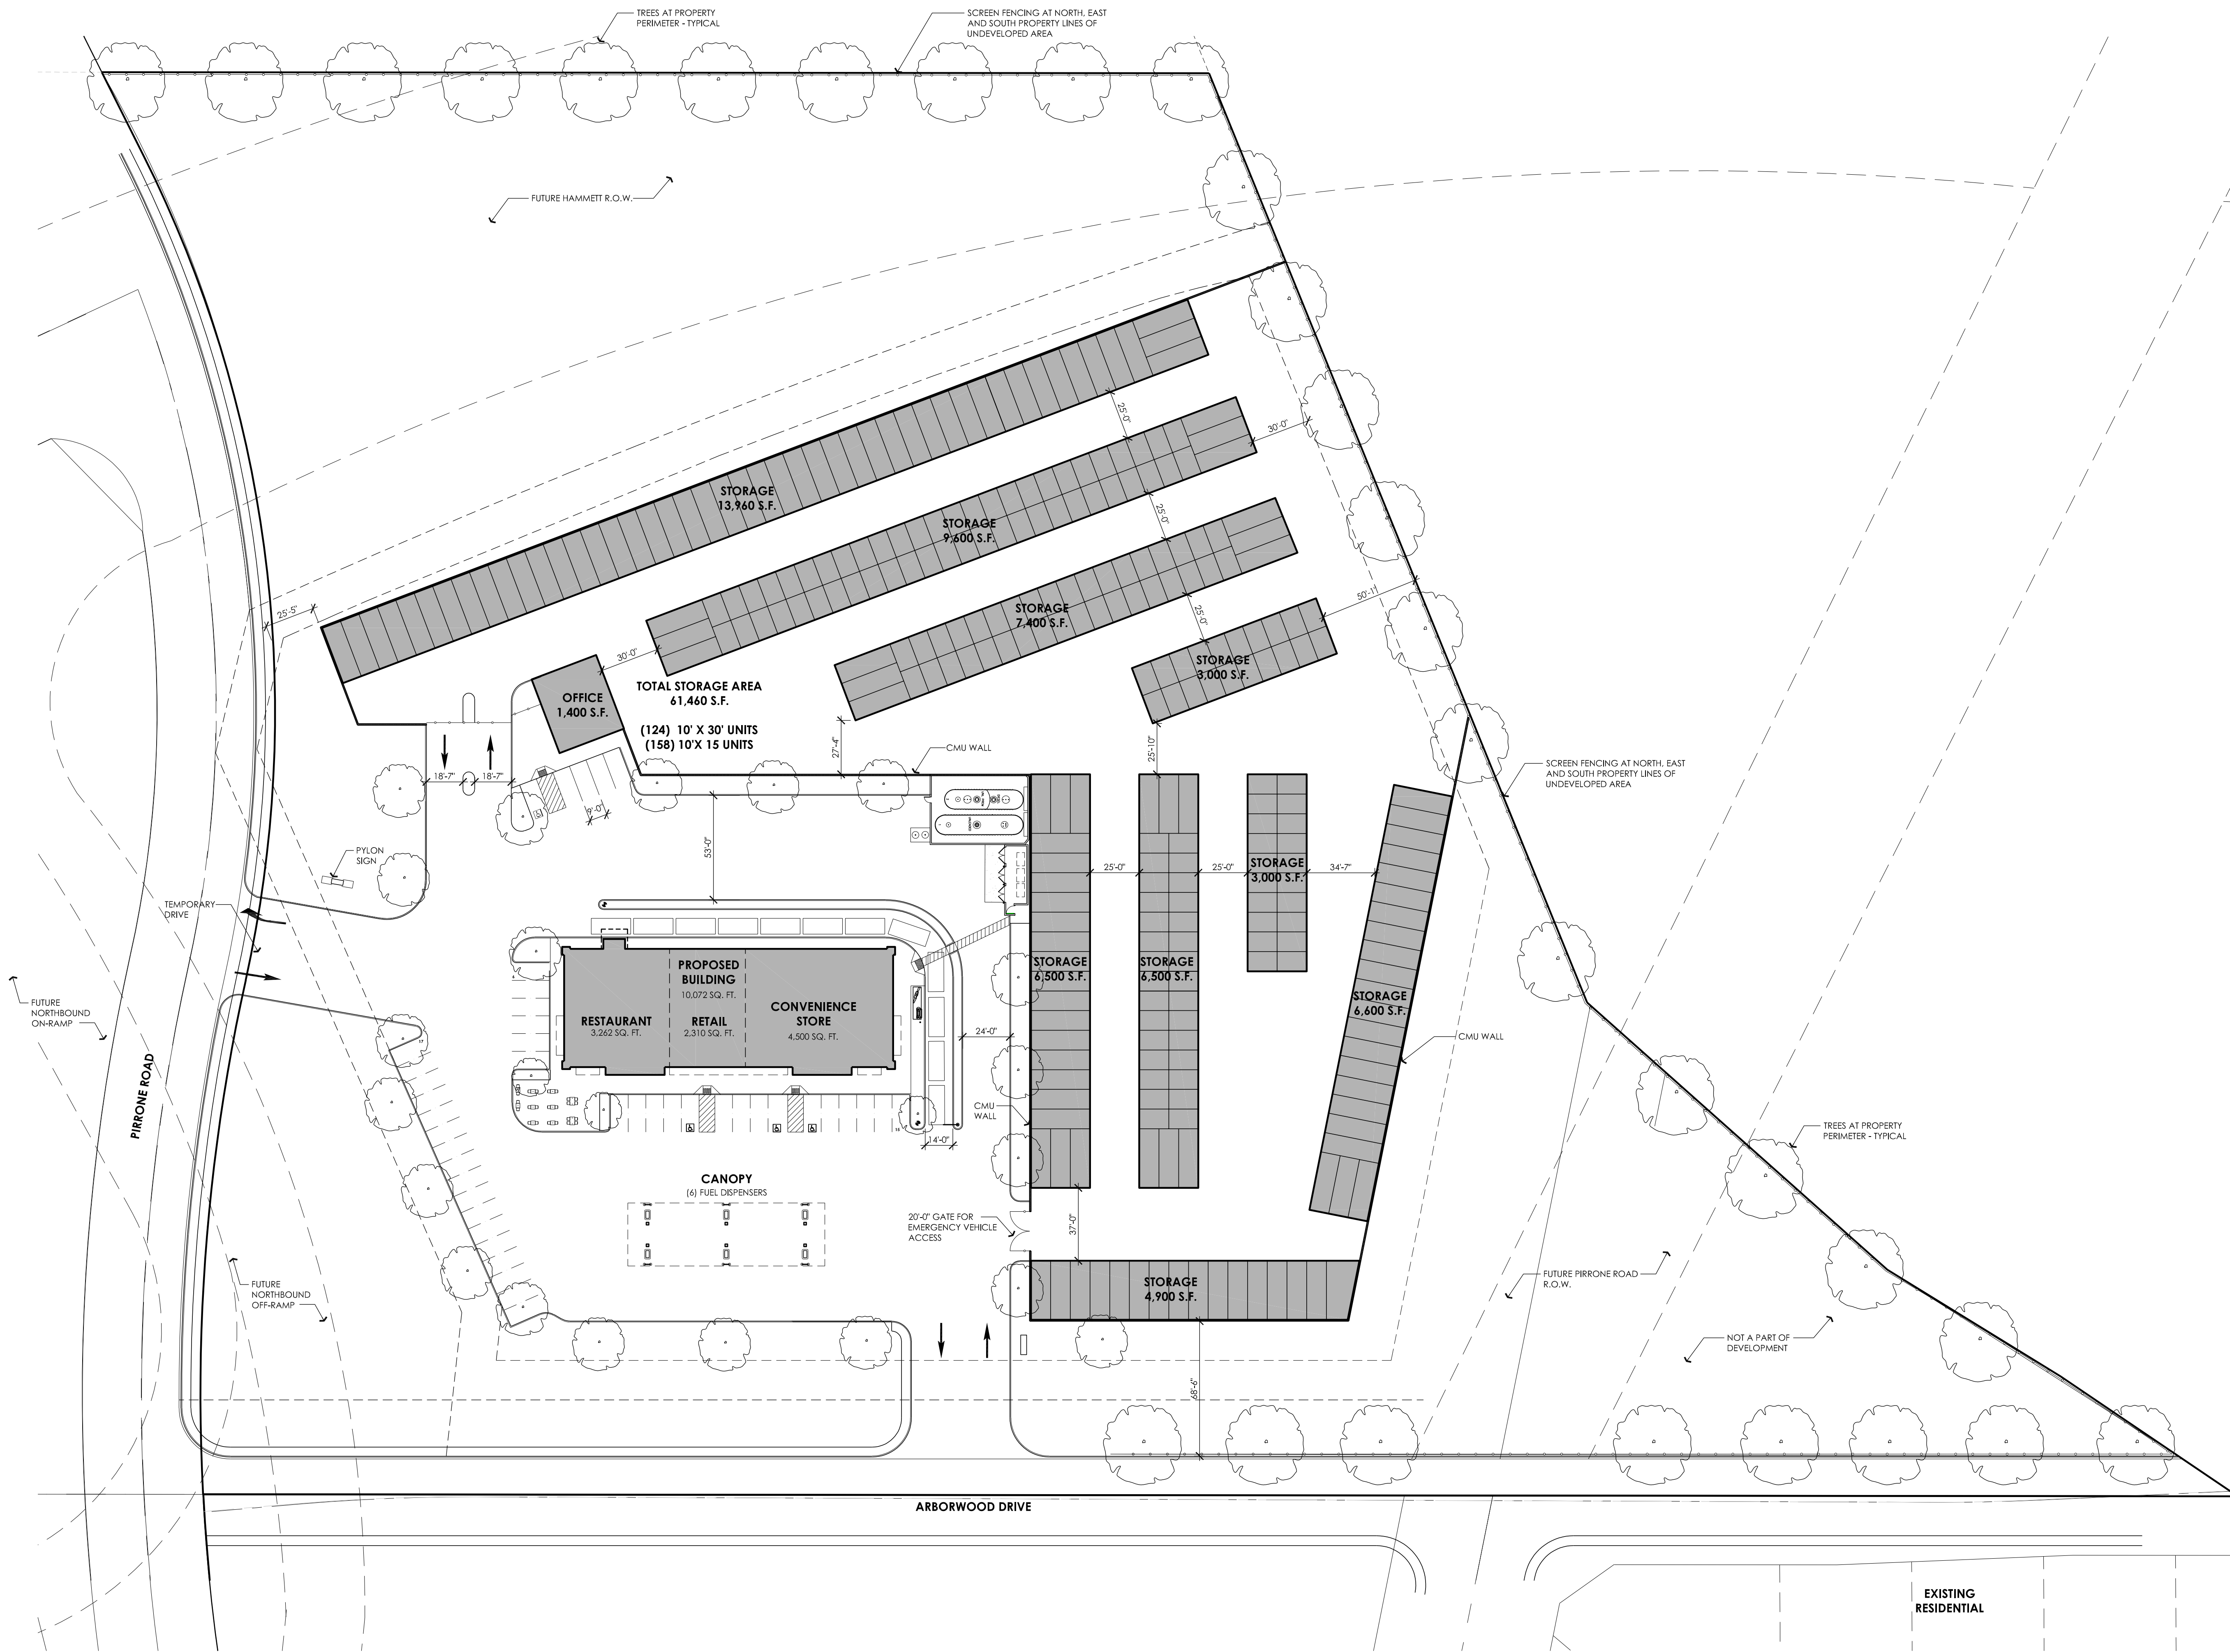 TREES AT PROPERTY
PERIMETER - TYPICAL
SCREEN FENCING AT NORTH, EAST
AND SOUTH PROPERTY LINES OF
UNDEVELOPED AREA
FUTURE HAMMETT R.O.W.
STORAGE
13,960 S.F.
25'-0"
30'-0"
STORAGE
9,600 S.F.
25'-0"
25'-5"
STORAGE
7,400 S.F.
25'-0"
50'-1"
30'-0"
STORAGE
3,000 S.F.
OFFICE
1,400 S.F.
TOTAL STORAGE AREA
61,460 S.F.
(124) 10' X 30' UNITS
(158) 10'X 15 UNITS
27'-4"
CMU WALL
25'-10"
18'-7"
18'-7"
9'-0"
SCREEN FENCING AT NORTH, EAST
AND SOUTH PROPERTY LINES OF
UNDEVELOPED AREA
PYLON
SIGN
53'-0"
25'-0"
25'-0"
STORAGE
3,000 S.F.
34'-7"
TEMPORARY
DRIVE
PROPOSED
BUILDING
10,072 SQ. FT.
STORAGE
6,500 S.F.
STORAGE
6,500 S.F.
STORAGE
6,600 S.F.
FUTURE
NORTHBOUND
ON-RAMP
RESTAURANT
3,262 SQ. FT.
RETAIL
2,310 SQ. FT.
CONVENIENCE
STORE
4,500 SQ. FT.
24'-0"
CMU WALL
PIRRONE ROAD
CMU
WALL
14'-0"
TREES AT PROPERTY
PERIMETER - TYPICAL
CANOPY
(6) FUEL DISPENSERS
20'-0" GATE FOR
EMERGENCY VEHICLE
ACCESS
37'-0"
FUTURE
NORTHBOUND
OFF-RAMP
STORAGE
4,900 S.F.
FUTURE PIRRONE ROAD
R.O.W.
NOT A PART OF
DEVELOPMENT
68'-6"
ARBORWOOD DRIVE
EXISTING
RESIDENTIAL